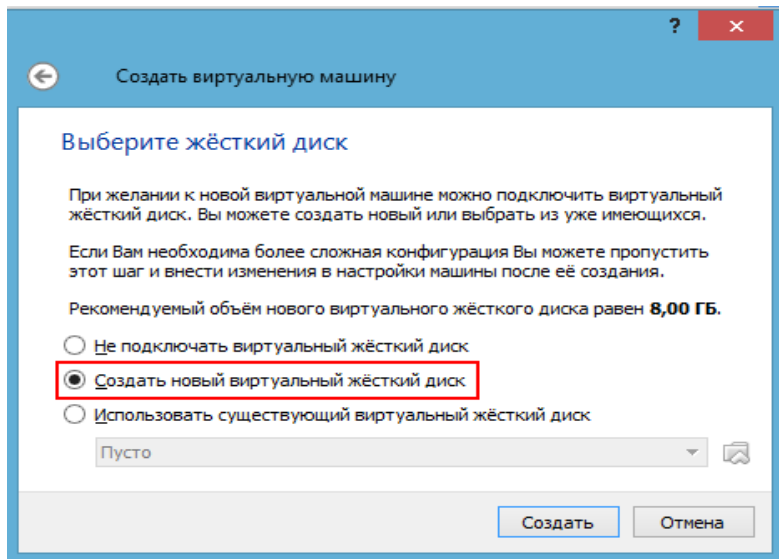 ?
Создать виртуальную машину
Выберите жёсткий диск
При желании к новой виртуальной машине можно подключить виртуальный
жёсткий диск. Вы можете создать новый или выбрать из уже имеющихся.
Если Вам необходима более сложная конфигурация Вы можете пропустить
этот шаг и внести изменения в настройки машины после её создания.
Рекомендуемый объём нового виртуального жёсткого диска равен 8,00 ГБ.
Не подключать виртуальный жёсткий диск
Создать новый виртуальный жёсткий диск
Использовать существующий виртуальный жёсткий диск
Пусто
Создать Отмена